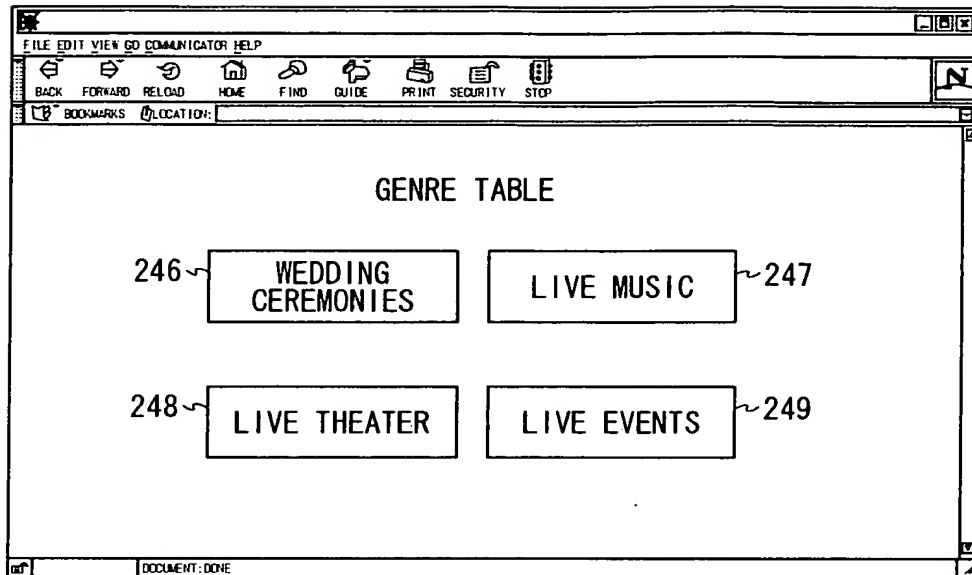 FILE EDIT VIEW GO COMMUNICATOR HELP
BACK FORWARD RELOAD HOME FIND GUIDE PRINT SECURITY STOP
N
BOOKMARKS LOCATION:
GENRE TABLE
246 WEDDING CEREMONIES
LIVE MUSIC 247
248 LIVE THEATER
LIVE EVENTS 249
DOCUMENT:DONE